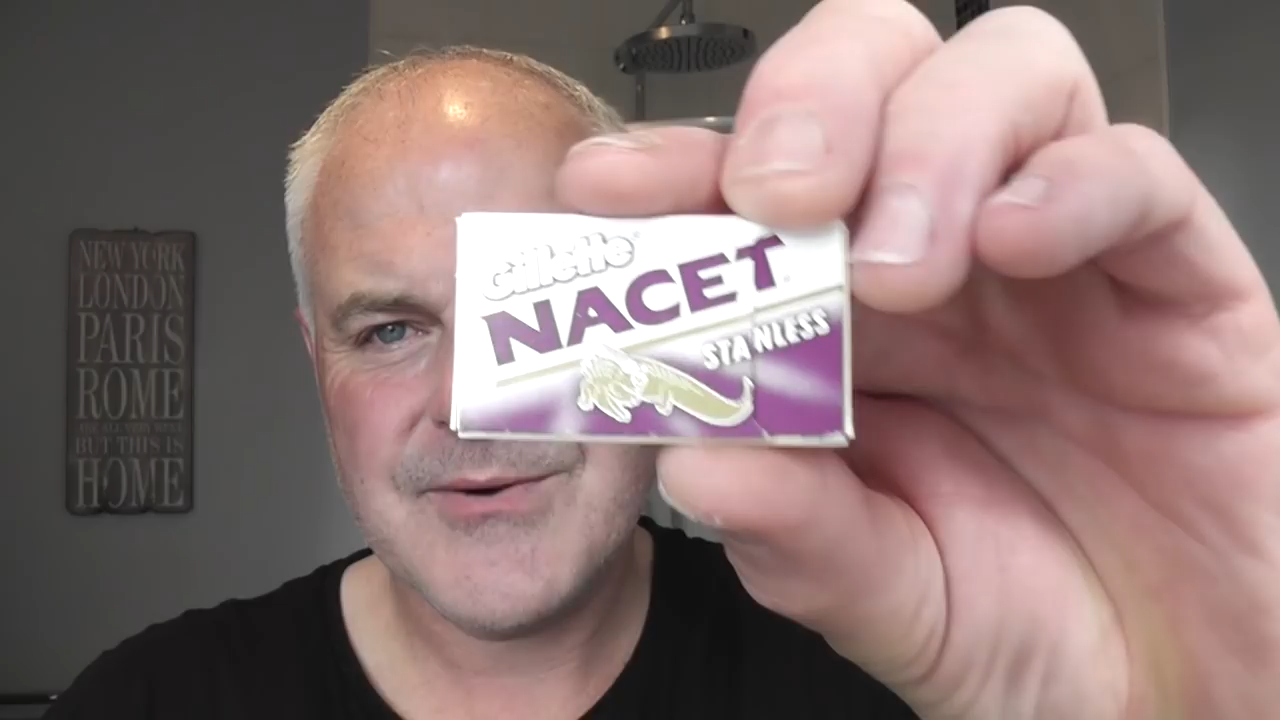 NEW YORK
LONDON
PARIS
ROME
BUT THIS IS
HOME
Gillette
NACET
STAINLESS